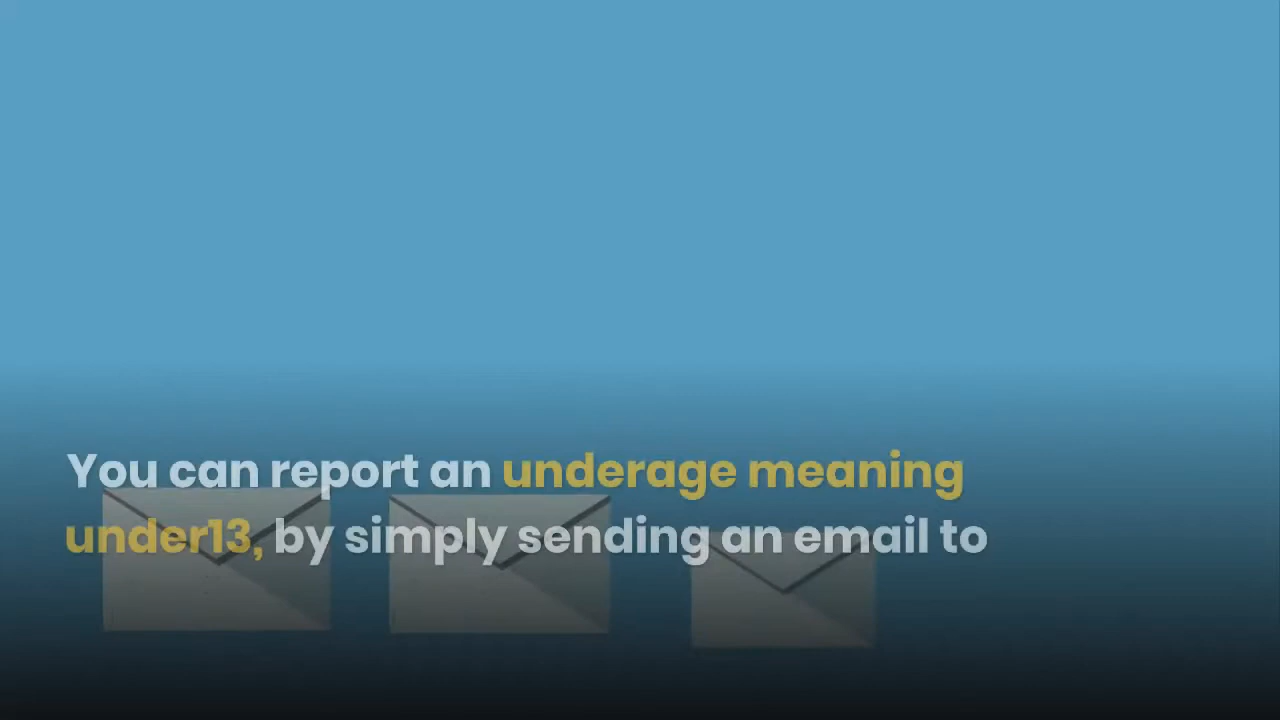 You can report an underage meaning
under13, by simply sending an email to